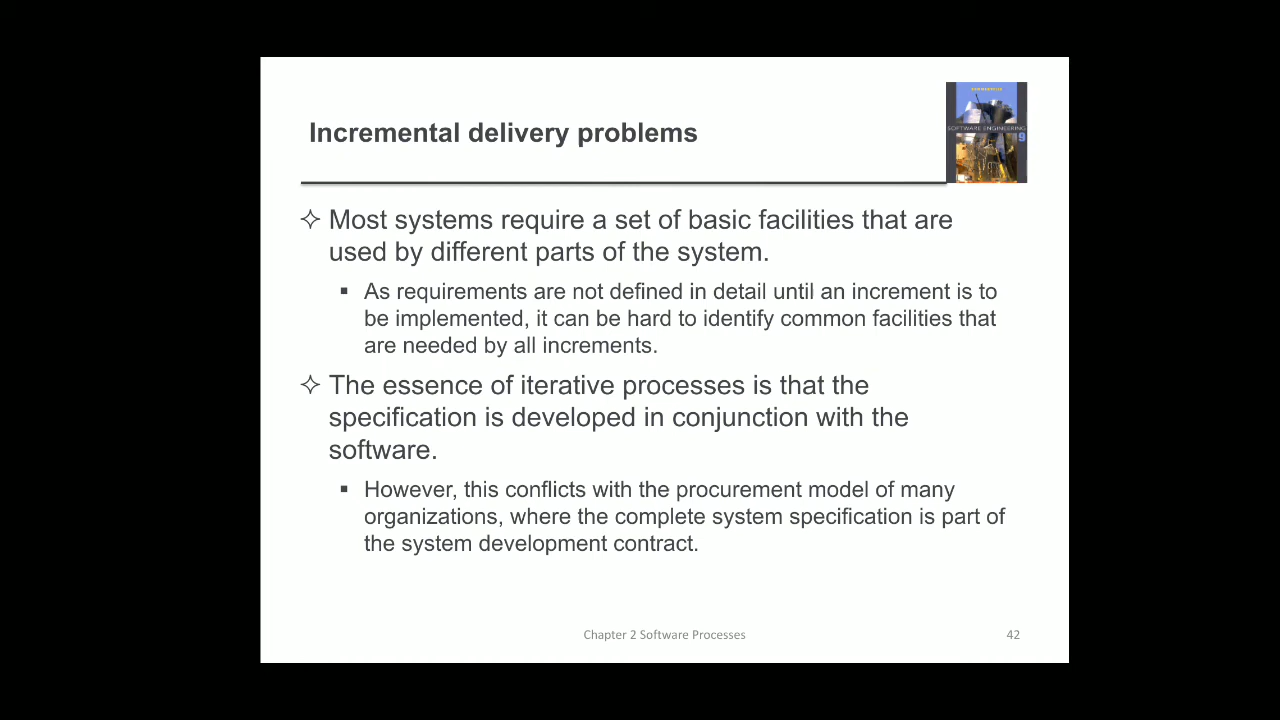 Incremental delivery problems
SOFTWARE ENGINEERING
9
Most systems require a set of basic facilities that are
used by different parts of the system.
As requirements are not defined in detail until an increment is to
be implemented, it can be hard to identify common facilities that
are needed by all increments.
The essence of iterative processes is that the
specification is developed in conjunction with the
software.
However, this conflicts with the procurement model of many
organizations, where the complete system specification is part of
the system development contract.
Chapter 2 Software Processes
42